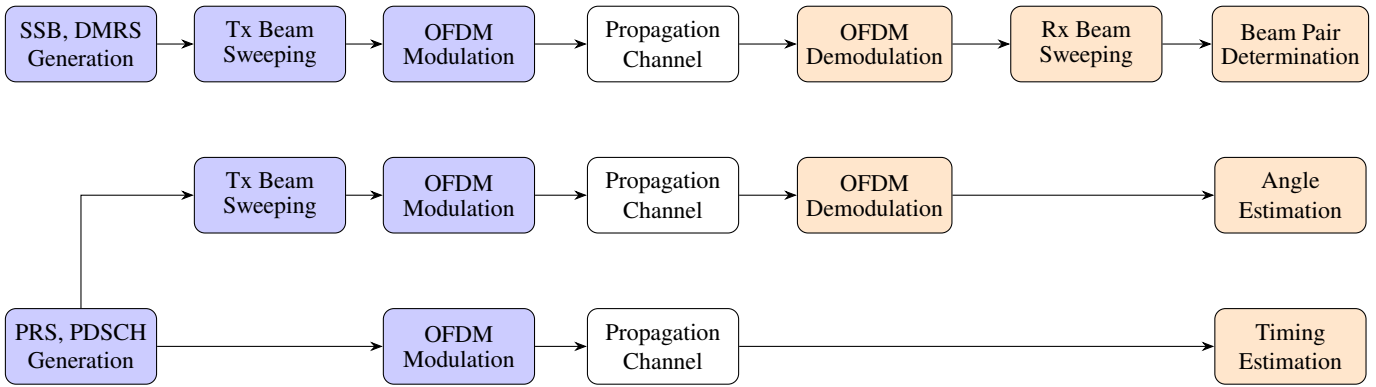 SSB, DMRS
Generation
Tx Beam
Sweeping
OFDM
Modulation
Propagation
Channel
OFDM
Demodulation
Rx Beam
Sweeping
Beam Pair
Determination
Tx Beam
Sweeping
OFDM
Modulation
Propagation
Channel
OFDM
Demodulation
Angle
Estimation
PRS, PDSCH
Generation
OFDM
Modulation
Propagation
Channel
Timing
Estimation